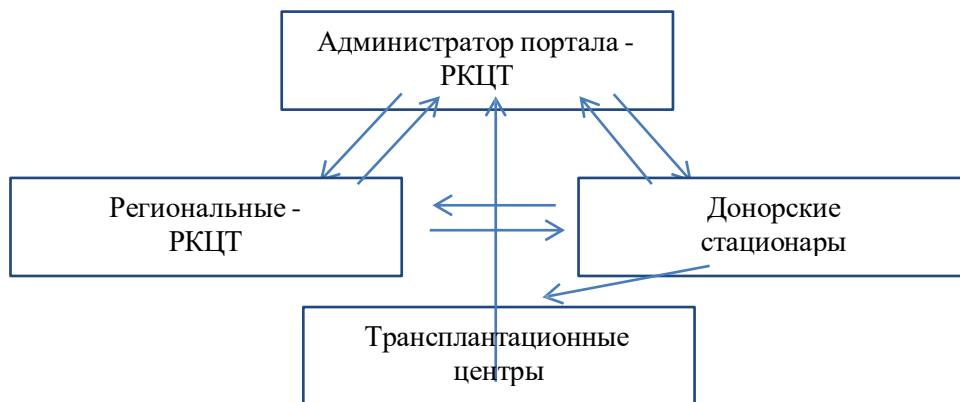 Администратор портала -
РКЦТ
Региональные -
РКЦТ
Донорские
стационары
Трансплантационные
центры